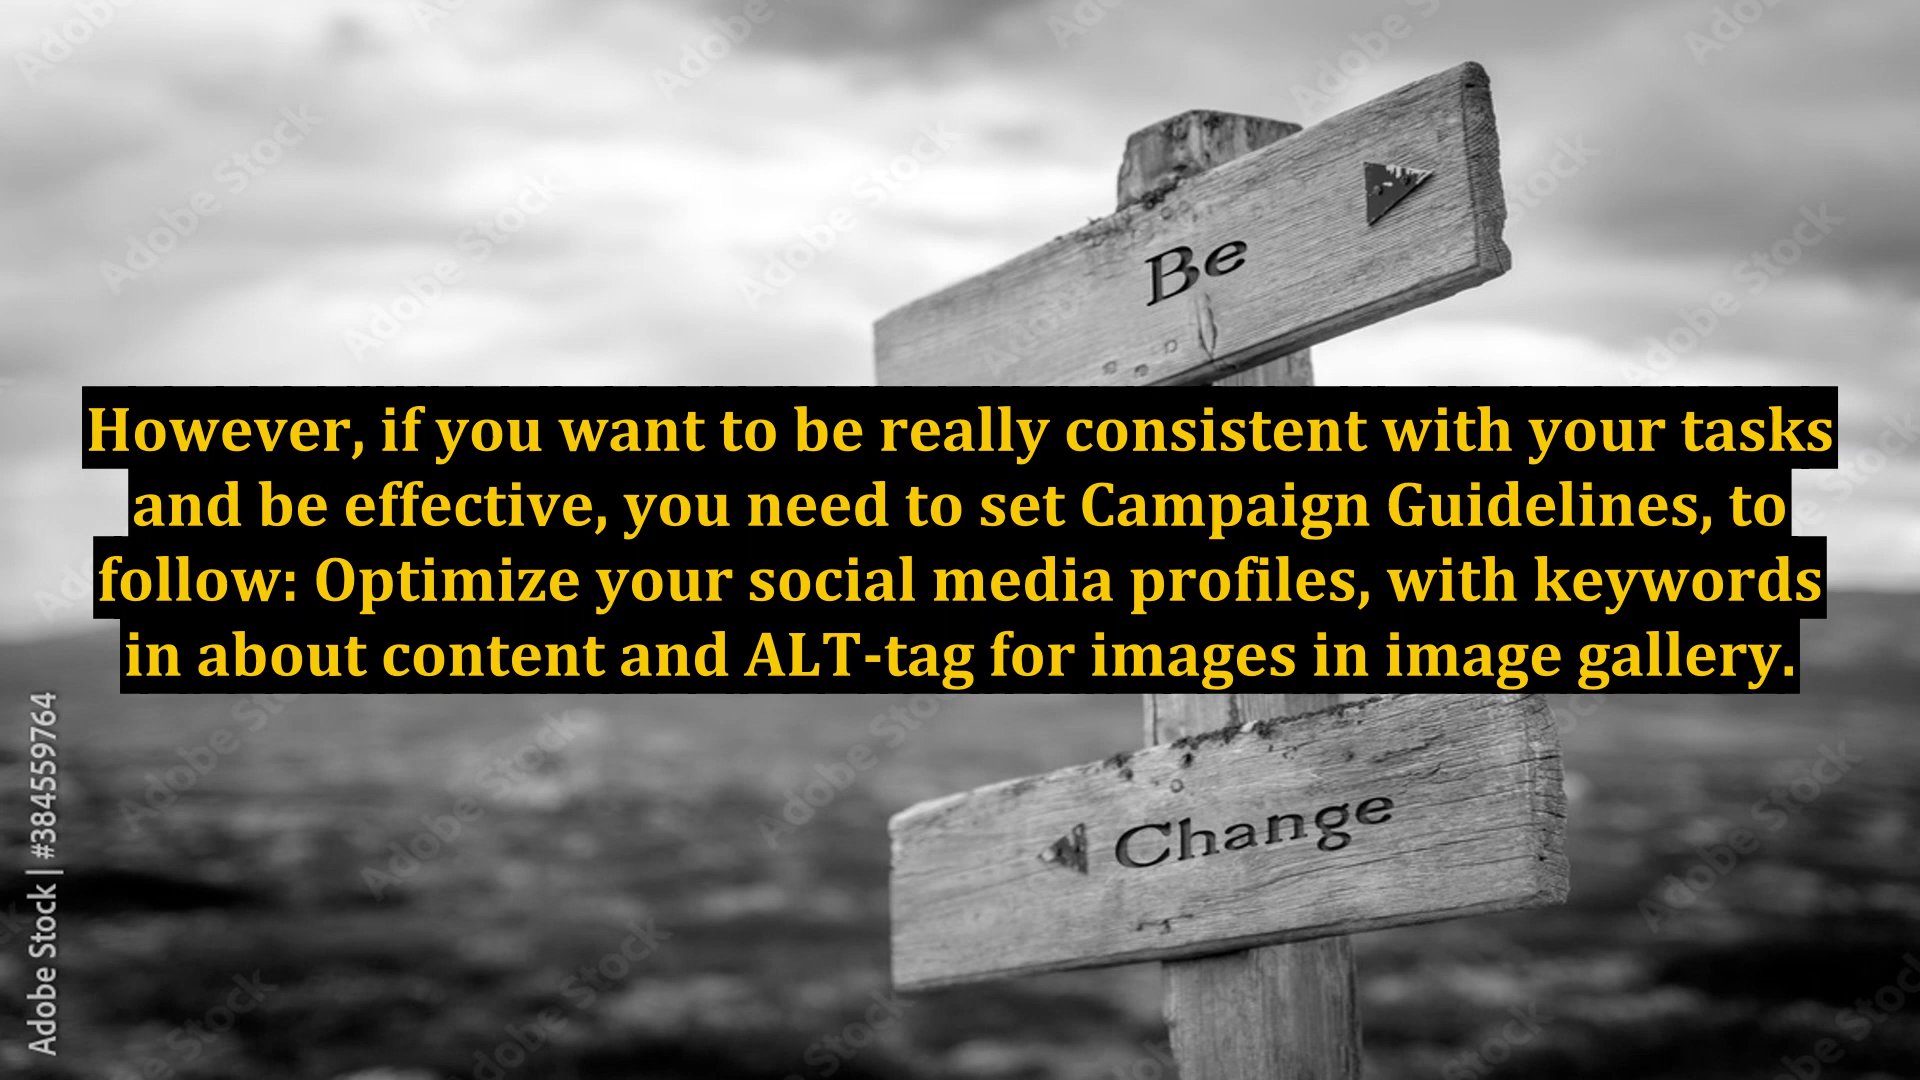 Be
However, if you want to be really consistent with your tasks
and be effective, you need to set Campaign Guidelines, to
follow: Optimize your social media profiles, with keywords
in about content and ALT-tag for images in image gallery.
Change
Adobe Stock | #384559764
Adobe Stock